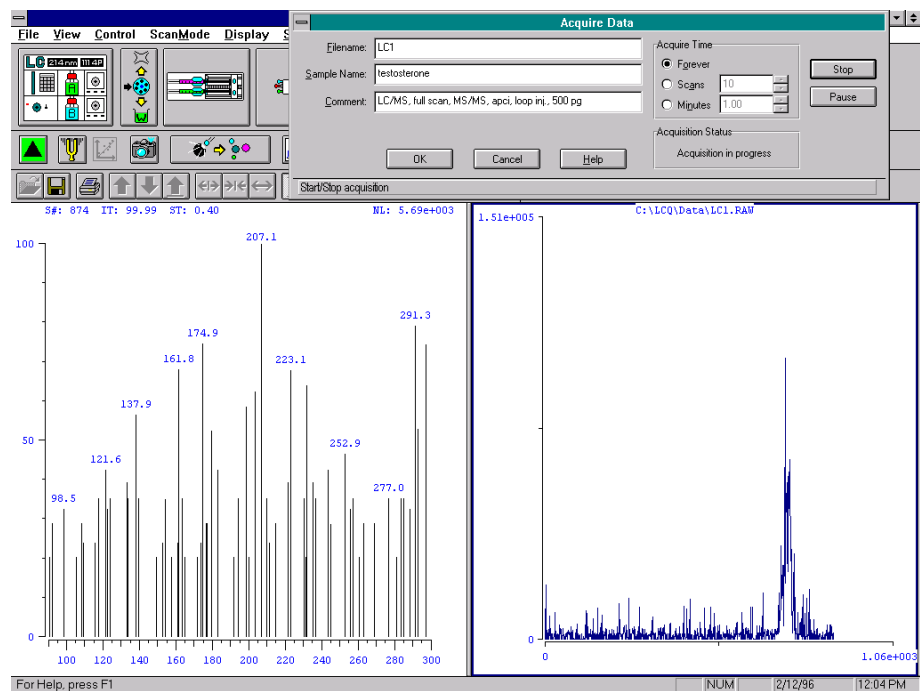 Acquire Data
File View Control ScanMode Display S
Filename: LC1
Sample Name: testosterone
Comment: LC/MS, full scan, MS/MS, apci, loop inj., 500 pg
Acquire Time
Forever
Scans 10
Minutes 1.00
Stop
Pause
Acquisition Status
Acquisition in progress
OK Cancel Help
Start/Stop acquisition
LC 214nm 1114P
A
B
S#: 874 IT: 99.99 ST: 0.40 NL: 5.69e+003
100
50
0
207.1
291.3
174.9
161.8
223.1
137.9
252.9
121.6
277.0
98.5
100 120 140 160 180 200 220 240 260 280 300
C:\LCQ\Data\LC1.RAW
1.51e+005
0
0 1.06e+003
For Help, press F1 NUM 2/12/96 12:04 PM